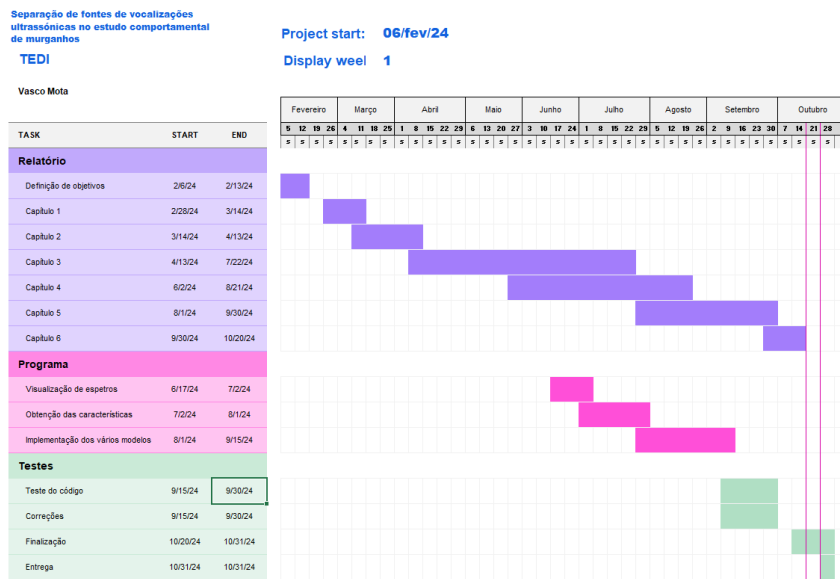 Separação de fontes de vocalizações
ultrassónicas no estudo comportamental
de murganhos
TEDI
Project start: 06/fev/24
Display weel 1
Vasco Mota
Fevereiro Março Abril Maio Junho Julho Agosto Setembro Outubro
5 12 19 26 4 11 18 25 1 8 15 22 29 6 13 20 27 3 10 17 24 1 8 15 22 29 5 12 19 26 2 9 16 23 30 7 14 21 28
TASK START END
s s s s s s s s s s s s s s s s s s s s s s s s s s s s s s s s s s s s s s s
Relatório
Definição de objetivos 2/6/24 2/13/24
Capítulo 1 2/28/24 3/14/24
Capítulo 2 3/14/24 4/13/24
Capítulo 3 4/13/24 7/22/24
Capítulo 4 6/2/24 8/21/24
Capítulo 5 8/1/24 9/30/24
Capítulo 6 9/30/24 10/20/24
Programa
Visualização de espetros 6/17/24 7/2/24
Obtenção das características 7/2/24 8/1/24
Implementação dos vários modelos 8/1/24 9/15/24
Testes
Teste do código 9/15/24 9/30/24
Correções 9/15/24 9/30/24
Finalização 10/20/24 10/31/24
Entrega 10/31/24 10/31/24